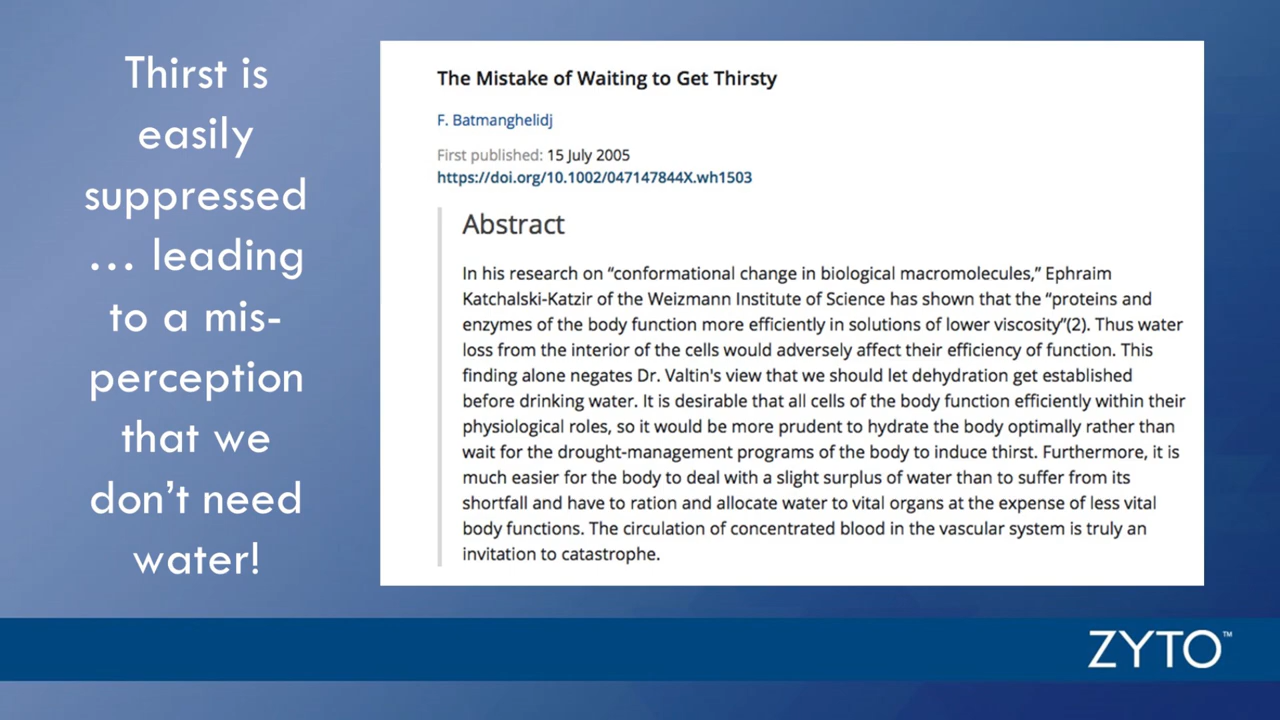 Thirst is
easily
suppressed
... leading
to a mis-
perception
that we
don't need
water!
The Mistake of Waiting to Get Thirsty
F. Batmanghelidj
First published: 15 July 2005
https://doi.org/10.1002/047147844X.wh1503
Abstract
In his research on “conformational change in biological macromolecules,” Ephraim
Katchalski-Katzir of the Weizmann Institute of Science has shown that the “proteins and
enzymes of the body function more efficiently in solutions of lower viscosity”(2). Thus water
loss from the interior of the cells would adversely affect their efficiency of function. This
finding alone negates Dr. Valtin's view that we should let dehydration get established
before drinking water. It is desirable that all cells of the body function efficiently within their
physiological roles, so it would be more prudent to hydrate the body optimally rather than
wait for the drought-management programs of the body to induce thirst. Furthermore, it is
much easier for the body to deal with a slight surplus of water than to suffer from its
shortfall and have to ration and allocate water to vital organs at the expense of less vital
body functions. The circulation of concentrated blood in the vascular system is truly an
invitation to catastrophe.
ZYTO™